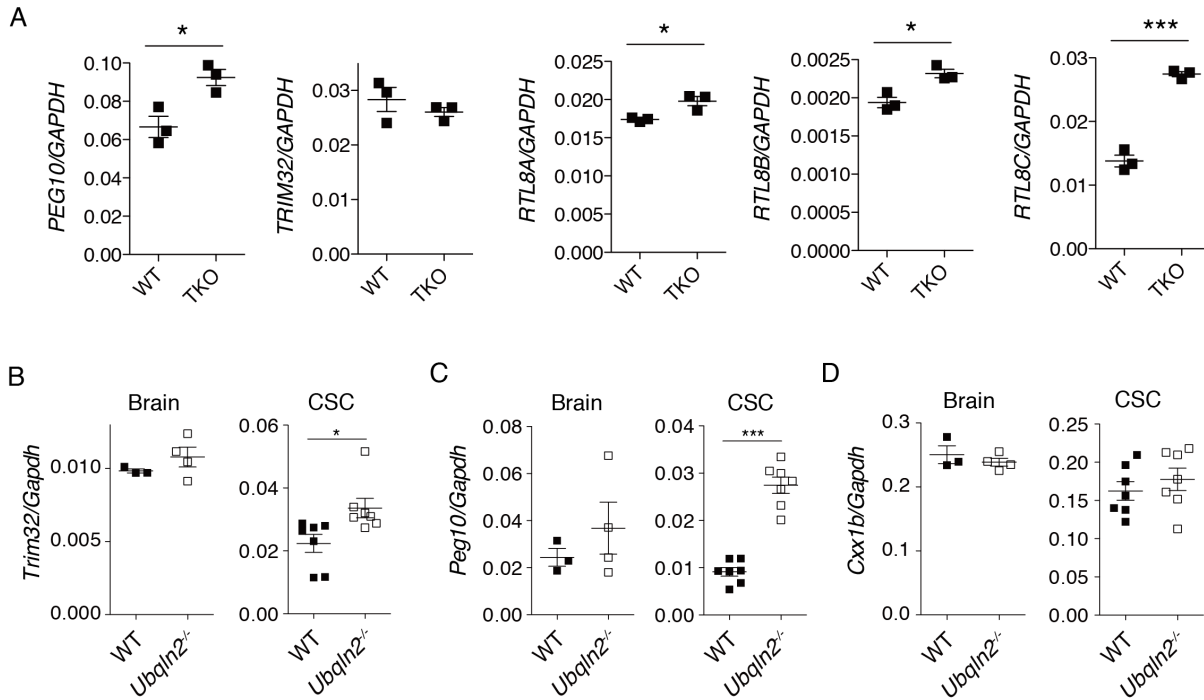 A
PEG10/GAPDH
0.10
0.08
0.06
0.04
0.02
0.00
*
WT
TKO
TRIM32/GAPDH
0.03
0.02
0.01
0.00
WT
TKO
RTL8A/GAPDH
0.025
0.020
0.015
0.010
0.005
0.000
*
WT
TKO
RTL8B/GAPDH
0.0025
0.0020
0.0015
0.0010
0.0005
0.0000
*
WT
TKO
RTL8C/GAPDH
0.03
0.02
0.01
0.00
***
WT
TKO
B
Brain
Trim32/Gapdh
0.010
0.005
0.000
WT
Ubqln2-/-
CSC
0.06
0.04
0.02
0.00
*
WT
Ubqln2-/-
C
Brain
Peg10/Gapdh
0.08
0.06
0.04
0.02
0.00
WT
Ubqln2-/-
CSC
0.04
0.03
0.02
0.01
0.00
***
WT
Ubqln2-/-
D
Brain
Cxx1b/Gapdh
0.3
0.2
0.1
0.0
WT
Ubqln2-/-
CSC
0.25
0.20
0.15
0.10
0.05
0.00
WT
Ubqln2-/-